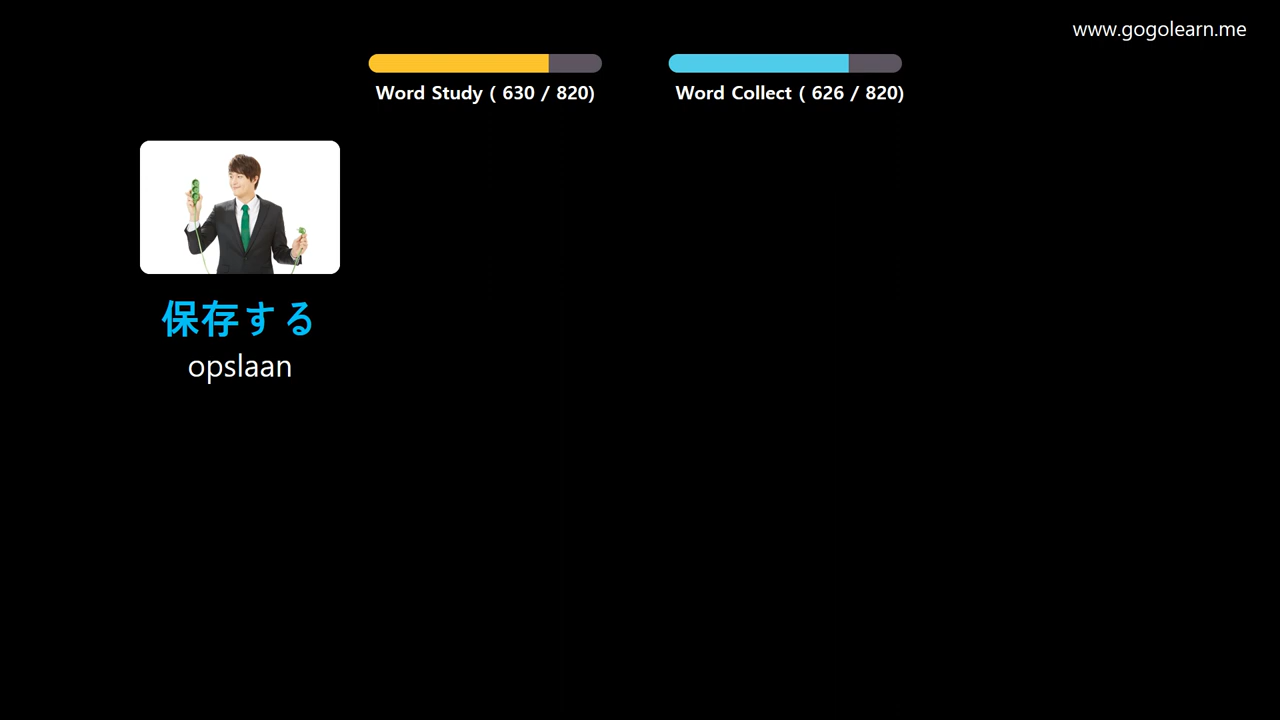 www.gogolearn.me
Word Study ( 630 / 820)
Word Collect ( 626 / 820)
保存する
opslaan